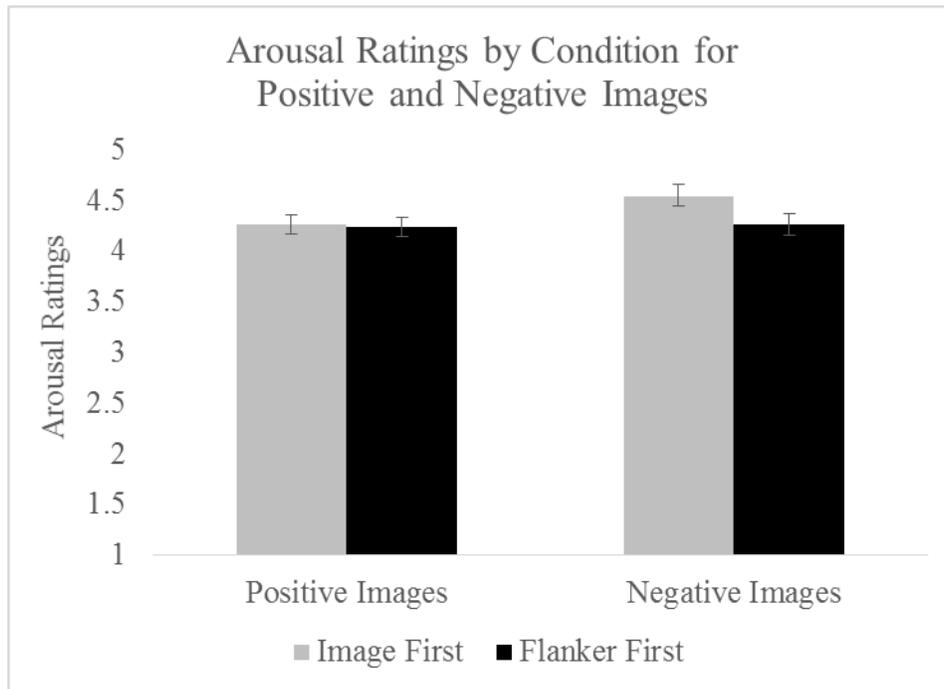 Arousal Ratings by Condition for
Positive and Negative Images
Arousal Ratings
5
4.5
4
3.5
3
2.5
2
1.5
1
Positive Images
Negative Images
Image First
Flanker First